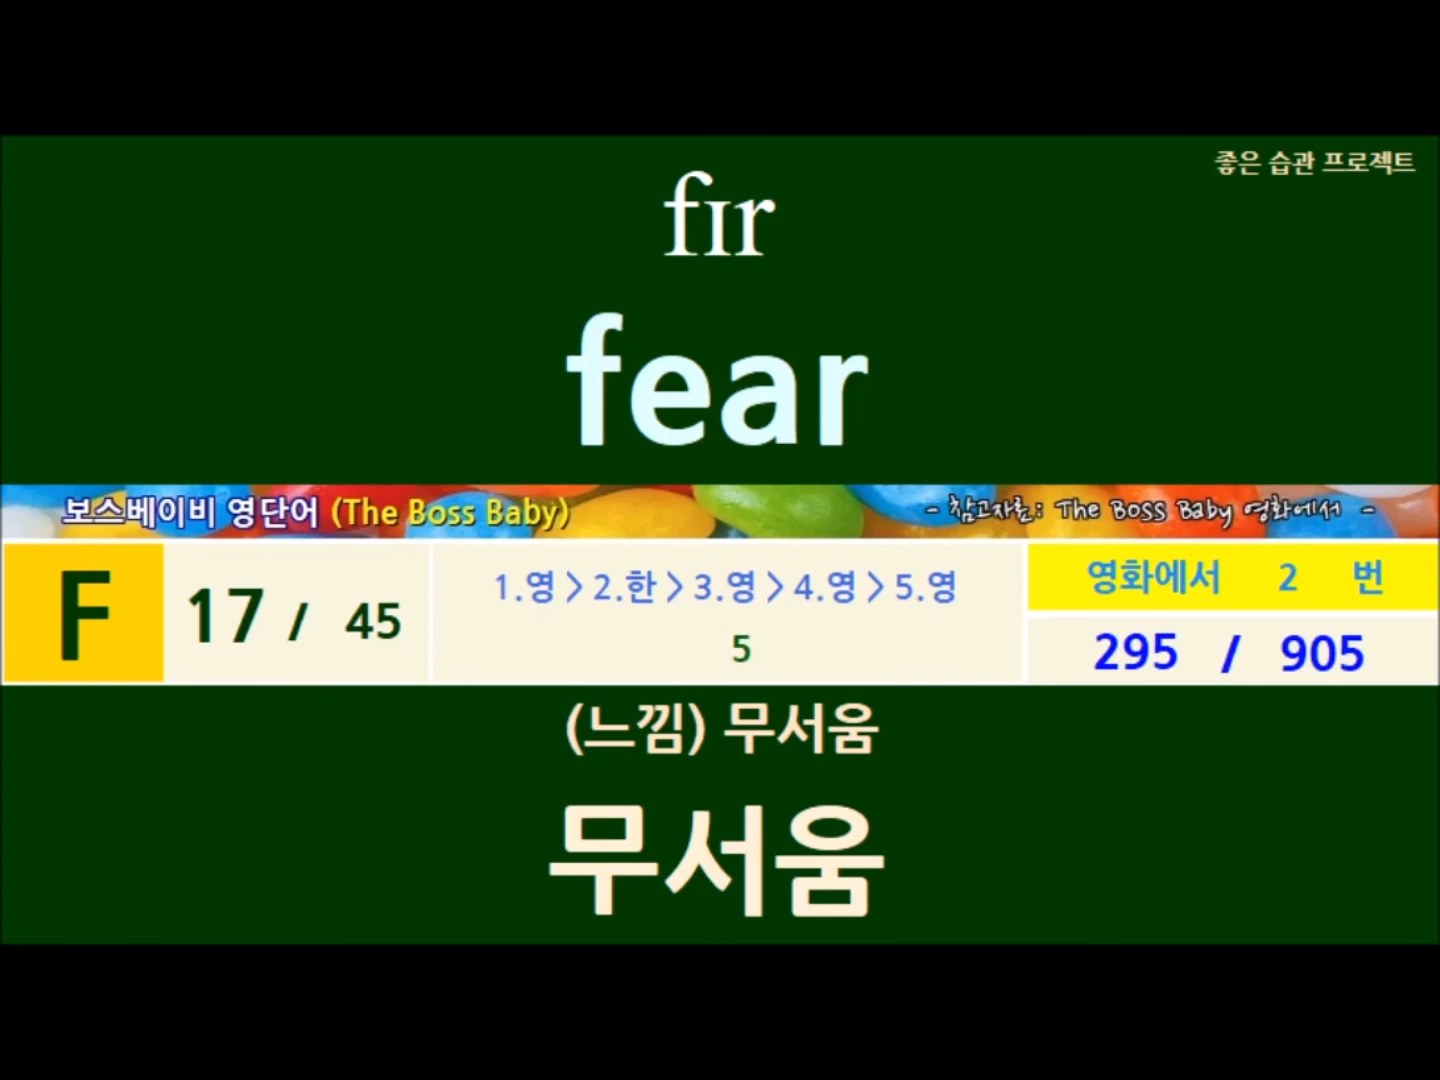 좋은 습관 프로젝트
fɪr
fear
보스베이비 영단어 (The Boss Baby)
- 참고자료: The Boss Baby 영화에서 -
F
17 / 45
1.영 > 2.한 > 3.영 > 4.영 > 5.영
5
영화에서 2 번
295 / 905
(느낌) 무서움
무서움